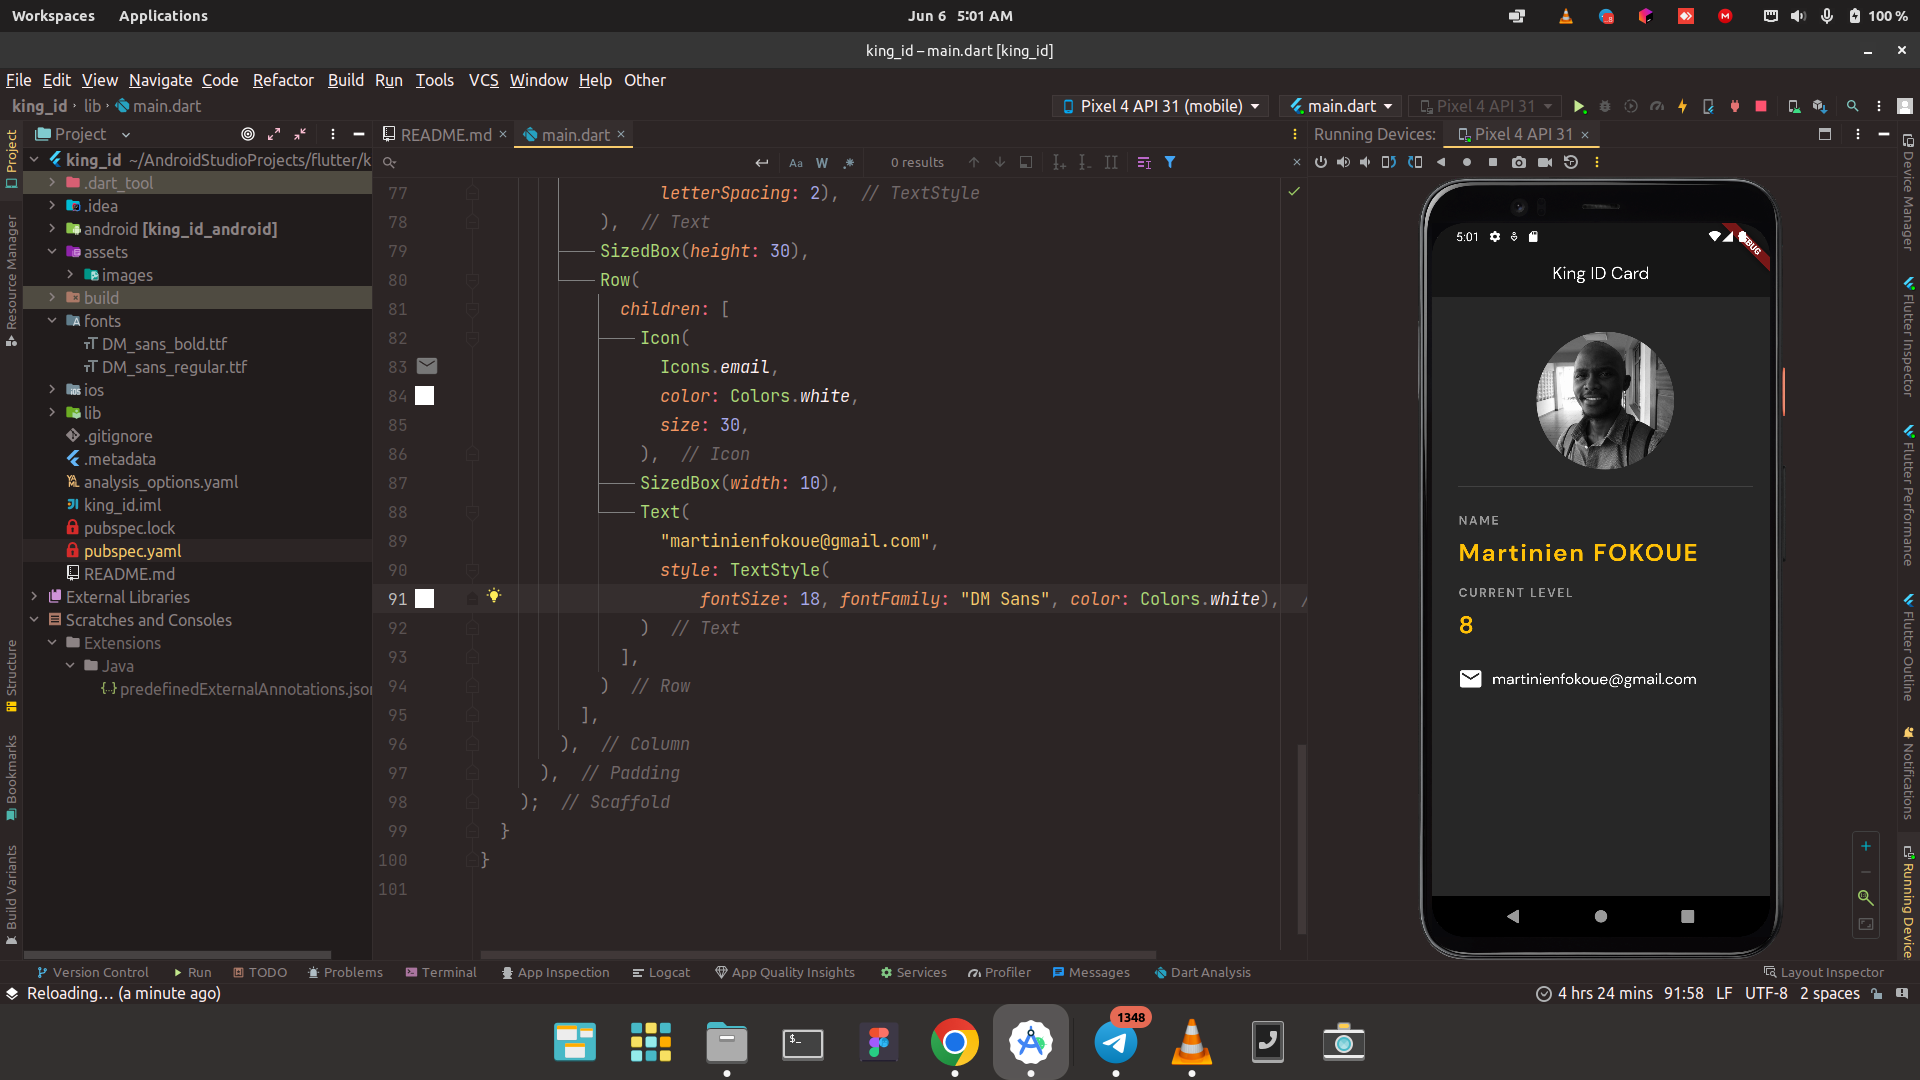 Workspaces Applications Jun 6 5:01 AM 100 %
king_id – main.dart [king_id]
File Edit View Navigate Code Refactor Build Run Tools VCS Window Help Other
king_id lib main.dart Pixel 4 API 31 (mobile) main.dart Pixel 4 API 31
Project README.md main.dart Running Devices: Pixel 4 API 31
Aa W .* 0 results
king_id ~/AndroidStudioProjects/flutter/k
.dart_tool
.idea
android [king_id_android]
assets
images
build
fonts
DM_sans_bold.ttf
DM_sans_regular.ttf
ios
lib
.gitignore
.metadata
analysis_options.yaml
king_id.iml
pubspec.lock
pubspec.yaml
README.md
External Libraries
Scratches and Consoles
Extensions
Java
predefinedExternalAnnotations.json
77 letterSpacing: 2), // TextStyle
78 ), // Text
79 SizedBox(height: 30),
80 Row(
81 children: [
82 Icon(
83 Icons.email,
84 color: Colors.white,
85 size: 30,
86 ), // Icon
87 SizedBox(width: 10),
88 Text(
89 "martinienfokoue@gmail.com",
90 style: TextStyle(
91 fontSize: 18, fontFamily: "DM Sans", color: Colors.white), /
92 ) // Text
93 ],
94 ) // Row
95 ],
96 ), // Column
97 ), // Padding
98 ); // Scaffold
99 }
100 }
101
5:01
King ID Card
NAME
Martinien FOKOUE
CURRENT LEVEL
8
martinienfokoue@gmail.com
Project
Resource Manager
Structure
Bookmarks
Build Variants
Device Manager
Flutter Inspector
Flutter Performance
Flutter Outline
Notifications
Running Device
Version Control Run TODO Problems Terminal App Inspection Logcat App Quality Insights Services Profiler Messages Dart Analysis Layout Inspector
Reloading… (a minute ago) 4 hrs 24 mins 91:58 LF UTF-8 2 spaces
1348